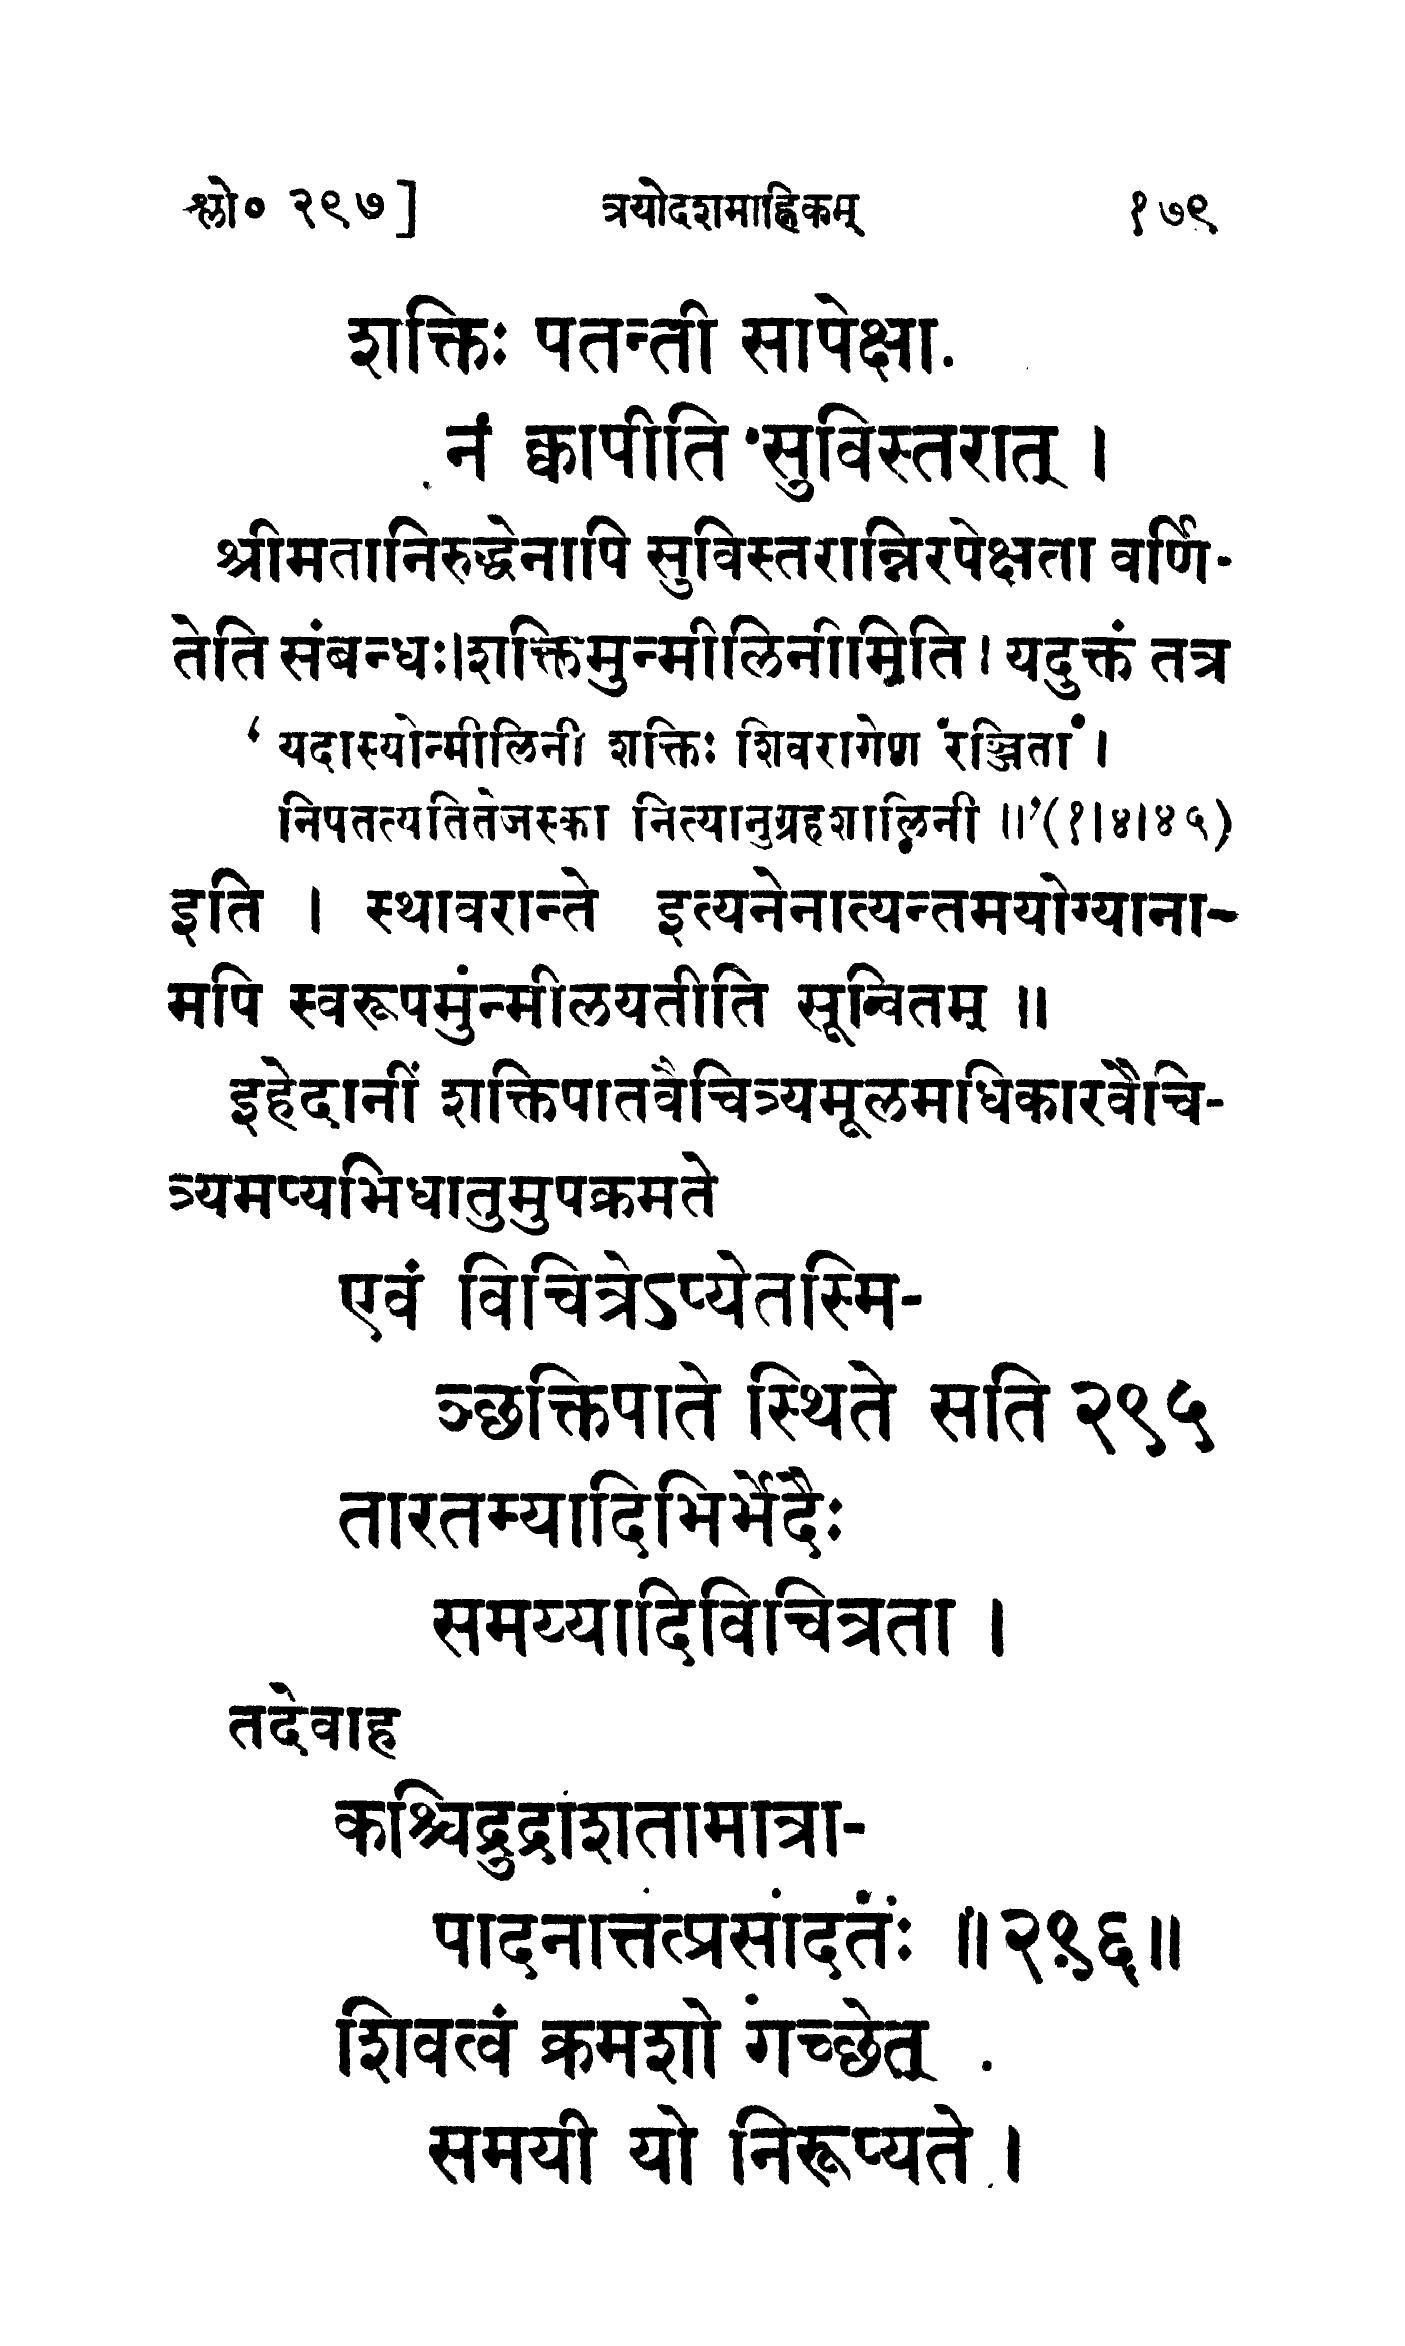 श्लो० २९७] त्रयोदशमाह्निकम् १७९
शक्तिः पतन्ती सापेक्षा
न क्वापीति सुविस्तरात् ।
श्रीमतानिरुद्धेनापि सुविस्तरान्निरपेक्षता वर्णि-
तेति संबन्धः।शक्तिमुन्मीलिनीमिति। यदुक्तं तत्र
‘यदास्योन्मीलिनी शक्तिः शिवरागेण रञ्जिता ।
निपतत्यतितेजस्का नित्यानुग्रहशालिनी ॥’(१।४।४५)
इति । स्थावरान्ते इत्यनेनात्यन्तमयोग्याना-
मपि स्वरूपमुन्मीलयतीति सूचितम् ॥
इहेदानीं शक्तिपातवैचित्र्यमूलमधिकारवैचि-
त्र्यमप्यभिधातुमुपक्रमते
एवं विचित्रेऽप्येतस्मि-
ञ्छक्तिपाते स्थिते सति २९५
तारतम्यादिभिर्भेदैः
समय्यादिविचित्रता ।
तदेवाह
कश्चिद्रुद्रांशतामात्रा-
पादनात्तत्प्रसादतः ॥२९६॥
शिवत्वं क्रमशो गच्छेत्
समयी यो निरूप्यते ।